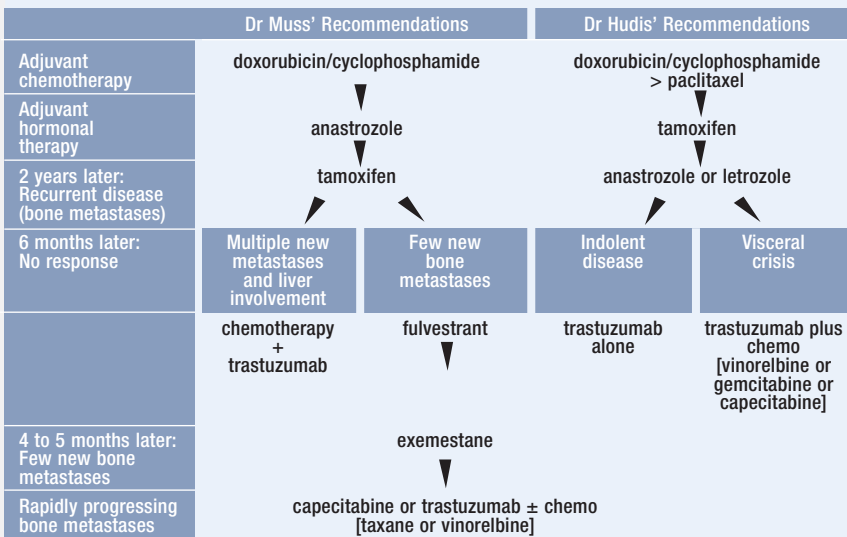 Dr Muss’ Recommendations
Dr Hudis’ Recommendations
Adjuvant
chemotherapy
doxorubicin/cyclophosphamide
doxorubicin/cyclophosphamide
> paclitaxel
Adjuvant
hormonal
therapy
anastrozole
tamoxifen
2 years later:
Recurrent disease
(bone metastases)
tamoxifen
anastrozole or letrozole
6 months later:
No response
Multiple new
metastases
and liver
involvement
Few new
bone
metastases
Indolent
disease
Visceral
crisis
chemotherapy
+
trastuzumab
fulvestrant
trastuzumab
alone
trastuzumab plus
chemo
[vinorelbine or
gemcitabine or
capecitabine]
4 to 5 months later:
Few new bone
metastases
exemestane
Rapidly progressing
bone metastases
capecitabine or trastuzumab ± chemo
[taxane or vinorelbine]